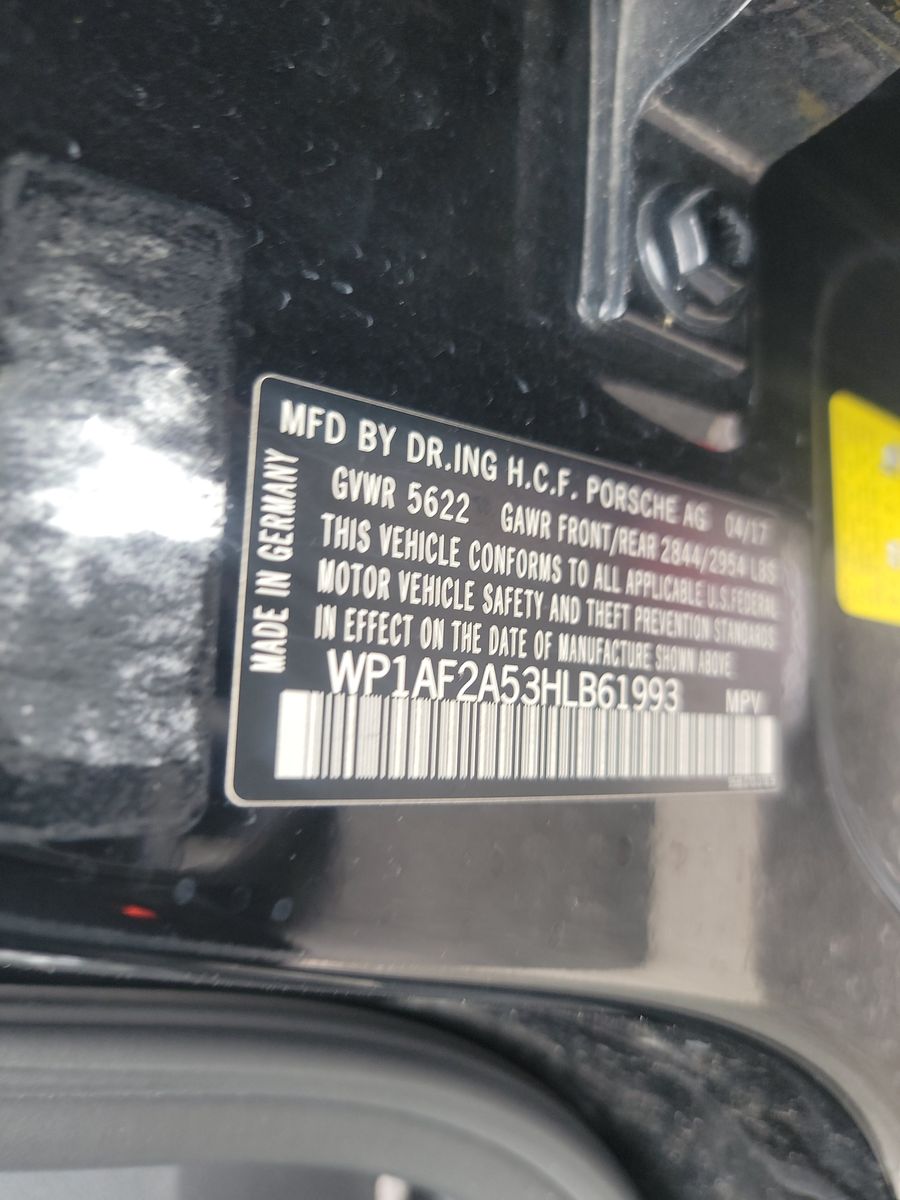 MFD BY DR.ING H.C.F. PORSCHE AG 04/17
GVWR 5622 GAWR FRONT/REAR 2844/2954 LBS
THIS VEHICLE CONFORMS TO ALL APPLICABLE U.S.FEDERAL
MOTOR VEHICLE SAFETY AND THEFT PREVENTION STANDARDS
IN EFFECT ON THE DATE OF MANUFACTURE SHOWN ABOVE
WP1AF2A53HLB61993 MPV
MADE IN GERMANY